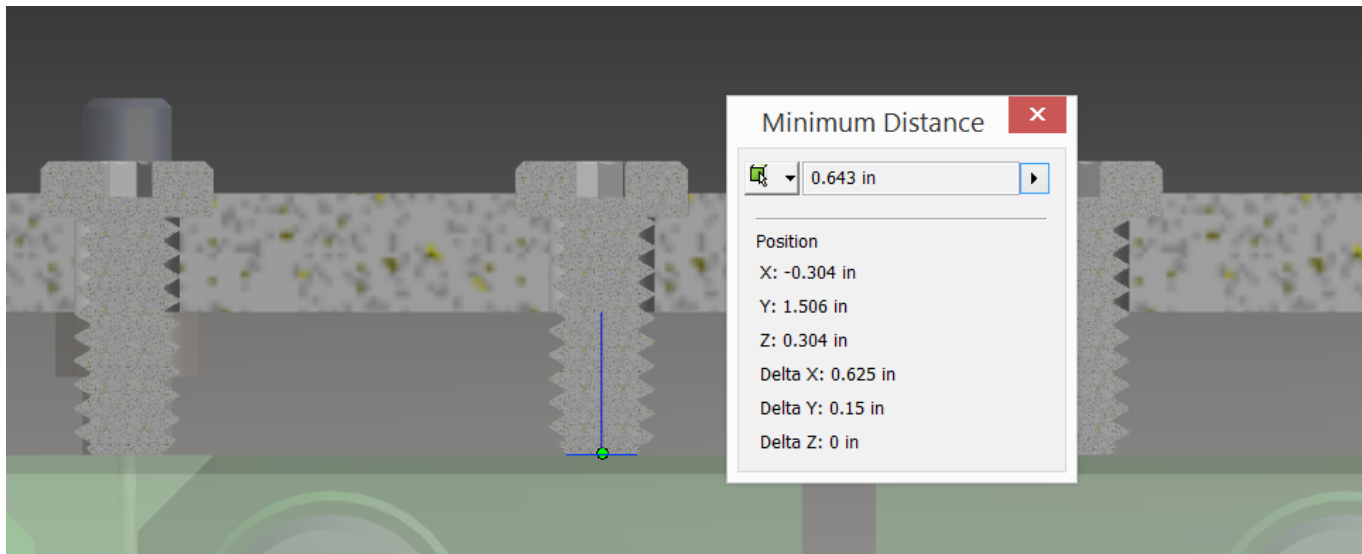 Minimum Distance
0.643 in
Position
X: -0.304 in
Y: 1.506 in
Z: 0.304 in
Delta X: 0.625 in
Delta Y: 0.15 in
Delta Z: 0 in